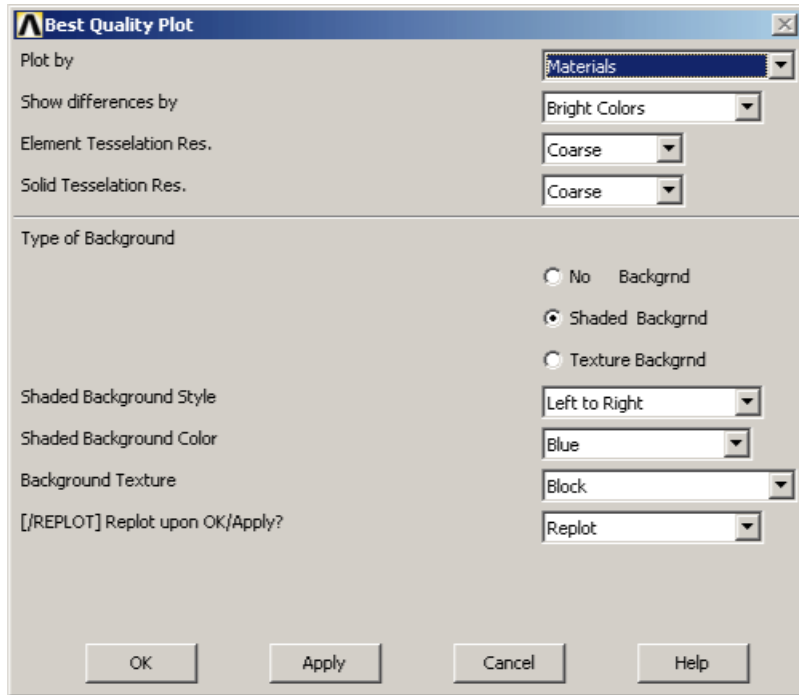 Best Quality Plot
Plot by Materials
Show differences by Bright Colors
Element Tesselation Res. Coarse
Solid Tesselation Res. Coarse
Type of Background
No Backgrnd
Shaded Backgrnd
Texture Backgrnd
Shaded Background Style Left to Right
Shaded Background Color Blue
Background Texture Block
[/REPLOT] Replot upon OK/Apply? Replot
OK Apply Cancel Help